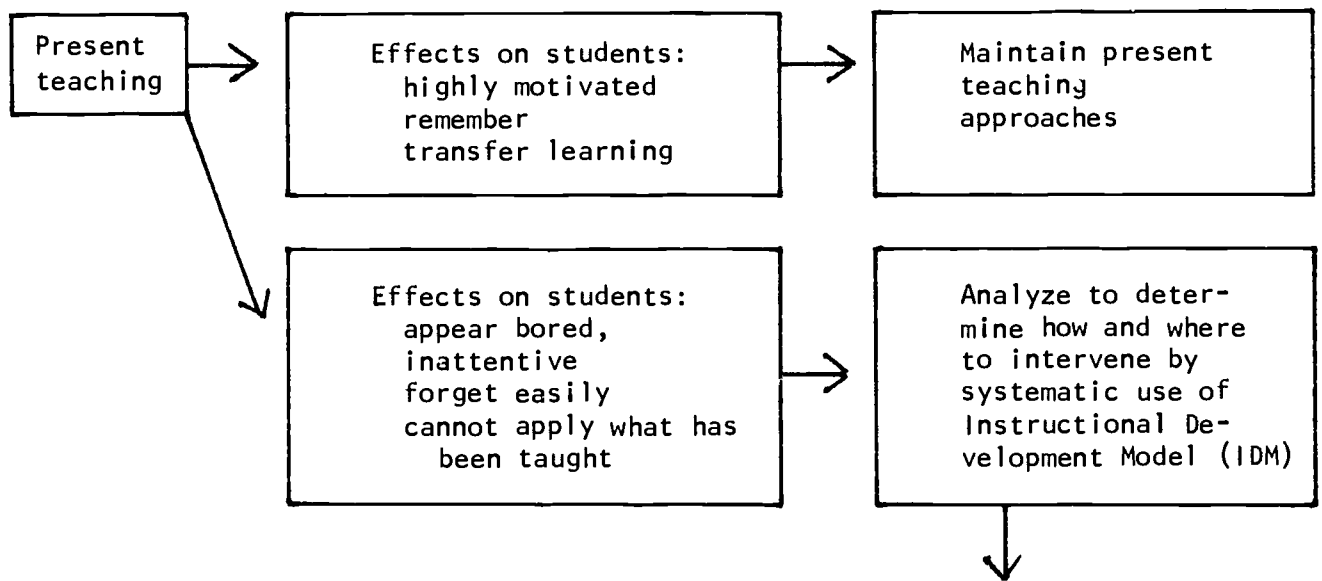 Present
teaching
Effects on students:
highly motivated
remember
transfer learning
Maintain present
teaching
approaches
Effects on students:
appear bored,
inattentive
forget easily
cannot apply what has
been taught
Analyze to deter-
mine how and where
to intervene by
systematic use of
Instructional De-
velopment Model (IDM)